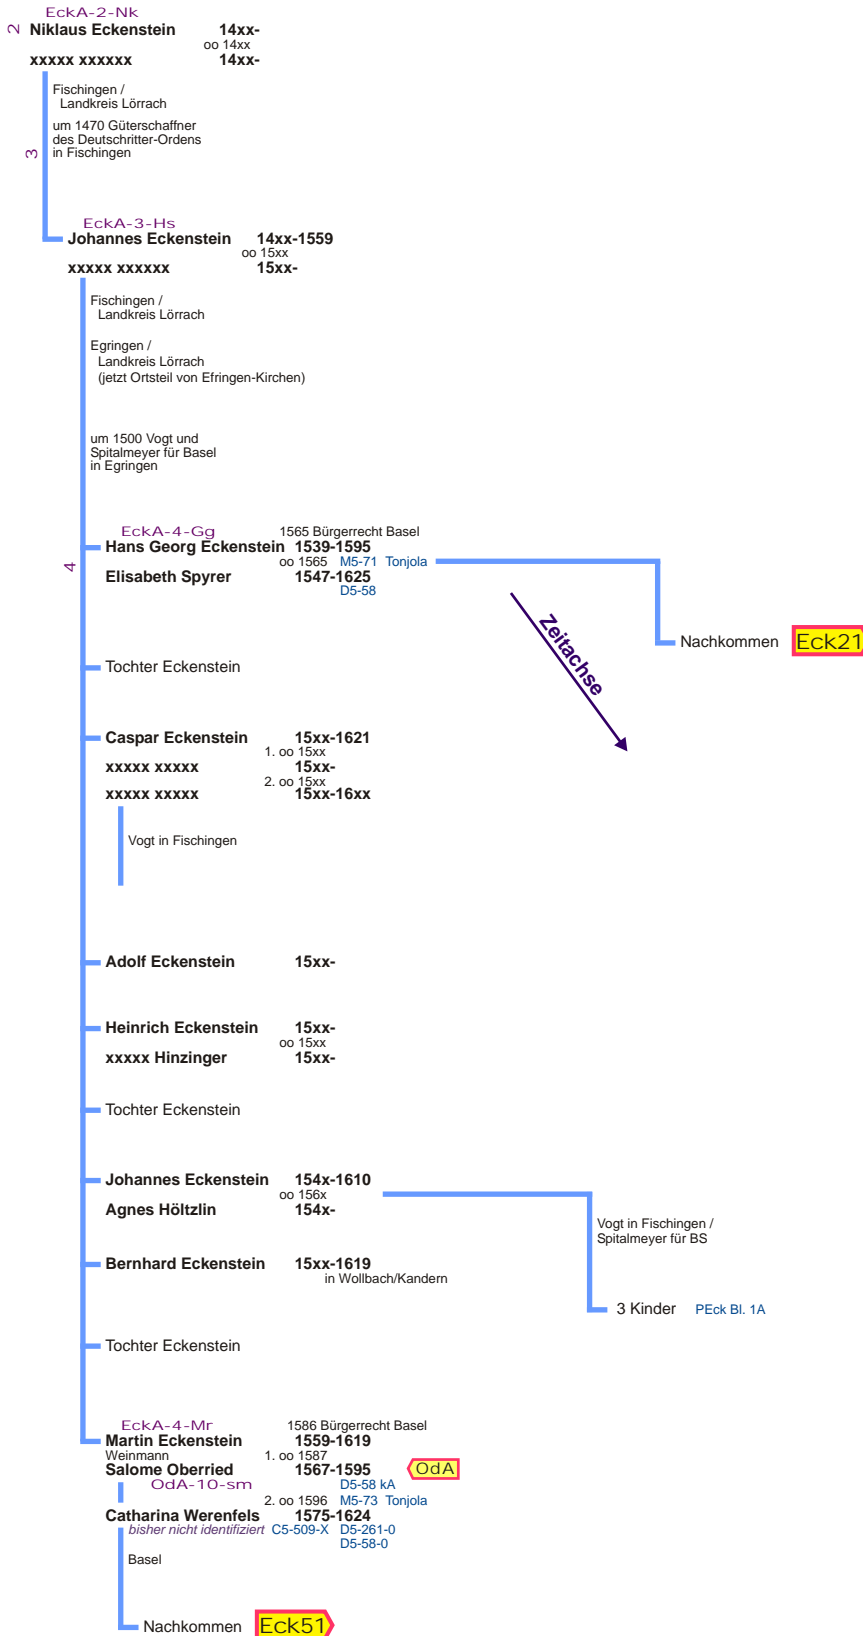 EckA-2-Nk
2 Niklaus Eckenstein 14xx-
oo 14xx
xxxxx xxxxxx 14xx-
Fischingen /
Landkreis Lörrach
um 1470 Güterschaffner
des Deutschritter-Ordens
3 in Fischingen
EckA-3-Hs
Johannes Eckenstein 14xx-1559
oo 15xx
xxxxx xxxxxx 15xx-
Fischingen /
Landkreis Lörrach
Egringen /
Landkreis Lörrach
(jetzt Ortsteil von Efringen-Kirchen)
um 1500 Vogt und
Spitalmeyer für Basel
in Egringen
EckA-4-Gg 1565 Bürgerrecht Basel
Hans Georg Eckenstein 1539-1595
4 oo 1565 M5-71 Tonjola
Elisabeth Spyrer 1547-1625
D5-58
Zeitachse
Nachkommen Eck21
Tochter Eckenstein
Caspar Eckenstein 15xx-1621
1. oo 15xx
xxxxx xxxxx 15xx-
2. oo 15xx
xxxxx xxxxx 15xx-16xx
Vogt in Fischingen
Adolf Eckenstein 15xx-
Heinrich Eckenstein 15xx-
oo 15xx
xxxxx Hinzinger 15xx-
Tochter Eckenstein
Johannes Eckenstein 154x-1610
oo 156x
Agnes Höltzlin 154x-
Vogt in Fischingen /
Spitalmeyer für BS
Bernhard Eckenstein 15xx-1619
in Wollbach/Kandern
3 Kinder PEck Bl. 1A
Tochter Eckenstein
EckA-4-Mr 1586 Bürgerrecht Basel
Martin Eckenstein 1559-1619
Weinmann 1. oo 1587
Salome Oberried 1567-1595 OdA
OdA-10-sm D5-58 kA
2. oo 1596 M5-73 Tonjola
Catharina Werenfels 1575-1624
bisher nicht identifiziert C5-509-X D5-261-0
D5-58-0
Basel
Nachkommen Eck51